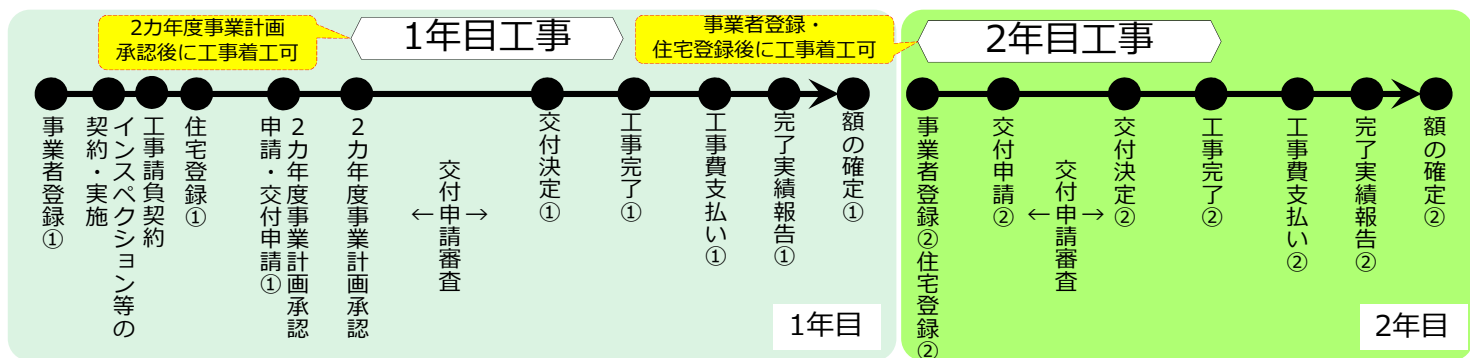 2カ年度事業計画
承認後に工事着工可
1年目工事
事業者登録・
住宅登録後に工事着工可
2年目工事
事業者登録①
インスペクション等の
契約・実施
工事請負契約
住宅登録①
2カ年度事業計画承認
申請・交付申請①
2カ年度事業計画承認
交付申請審査
←→
交付決定①
工事完了①
工事費支払い①
完了実績報告①
額の確定①
1年目
事業者登録②住宅登録②
交付申請②
交付申請審査
←→
交付決定②
工事完了②
工事費支払い②
完了実績報告②
額の確定②
2年目